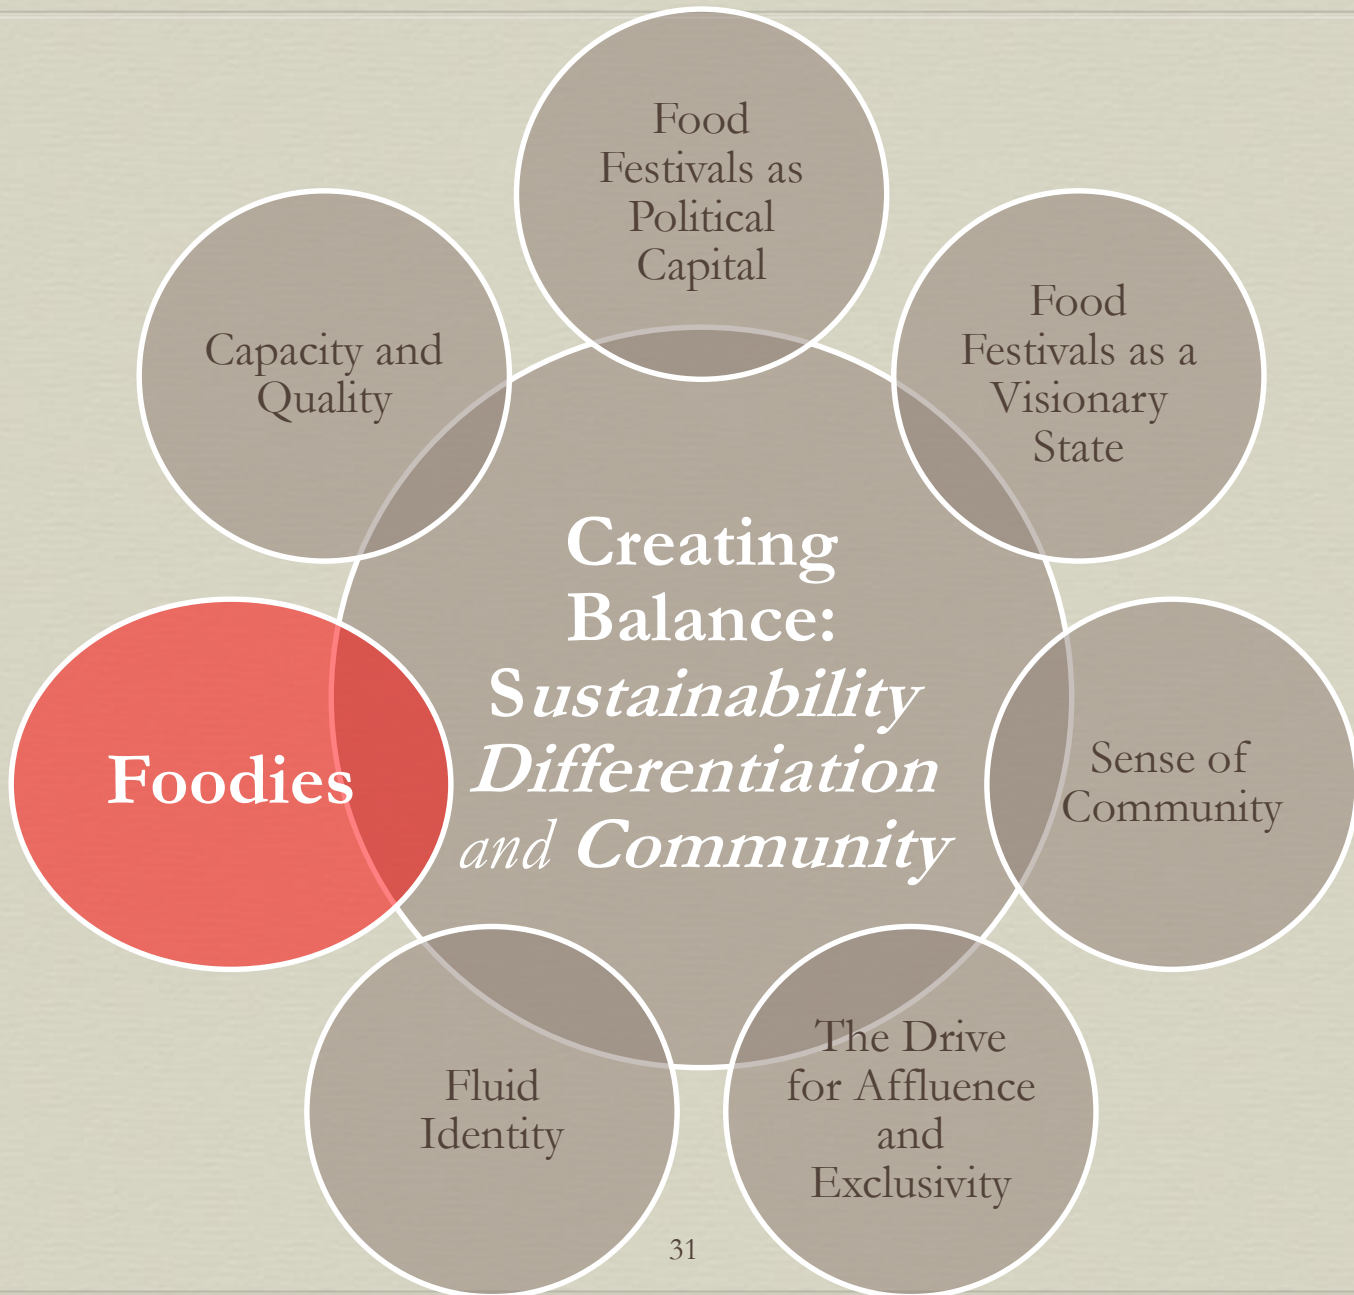 Food
Festivals as
Political
Capital
Food
Festivals as a
Visionary
State
Sense of
Community
The Drive
for Affluence
and
Exclusivity
Fluid
Identity
Foodies
Capacity and
Quality
Creating
Balance:
Sustainability
Differentiation
and Community
31